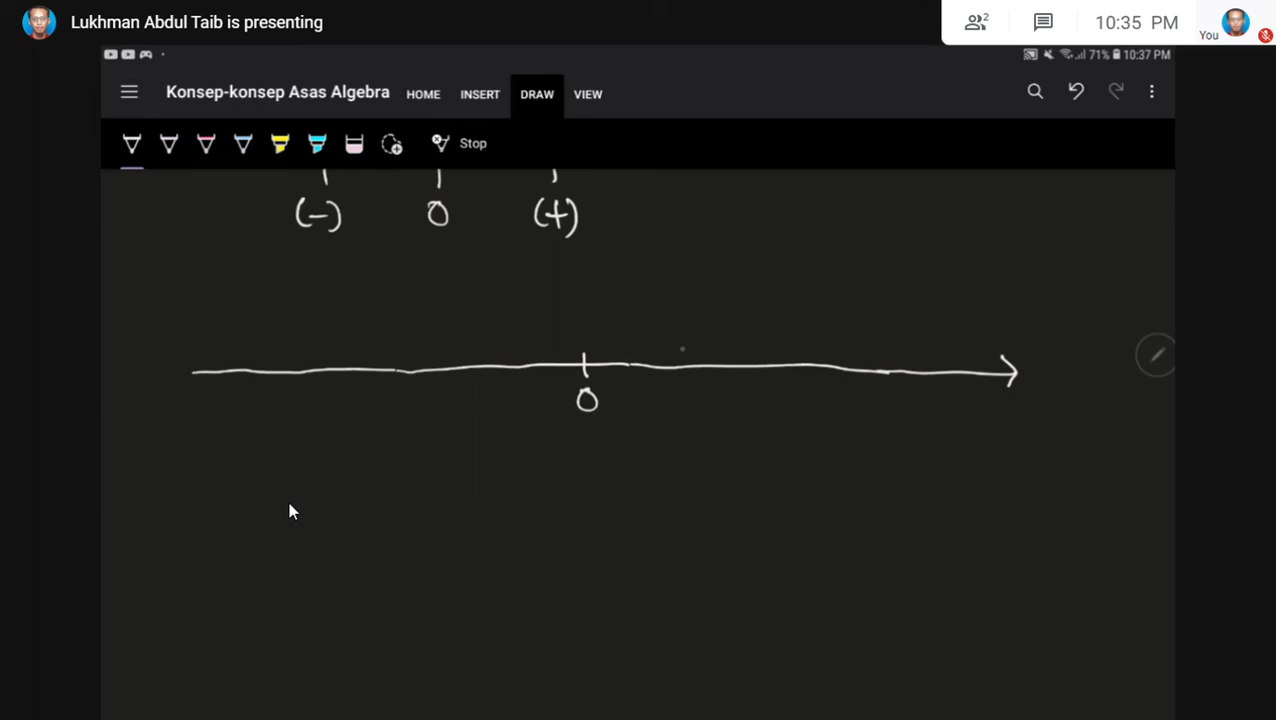 Lukhman Abdul Taib is presenting
2
10:35 PM
You
71% 10:37 PM
Konsep-konsep Asas Algebra HOME INSERT DRAW VIEW
Stop
(-) 0 (+)
0